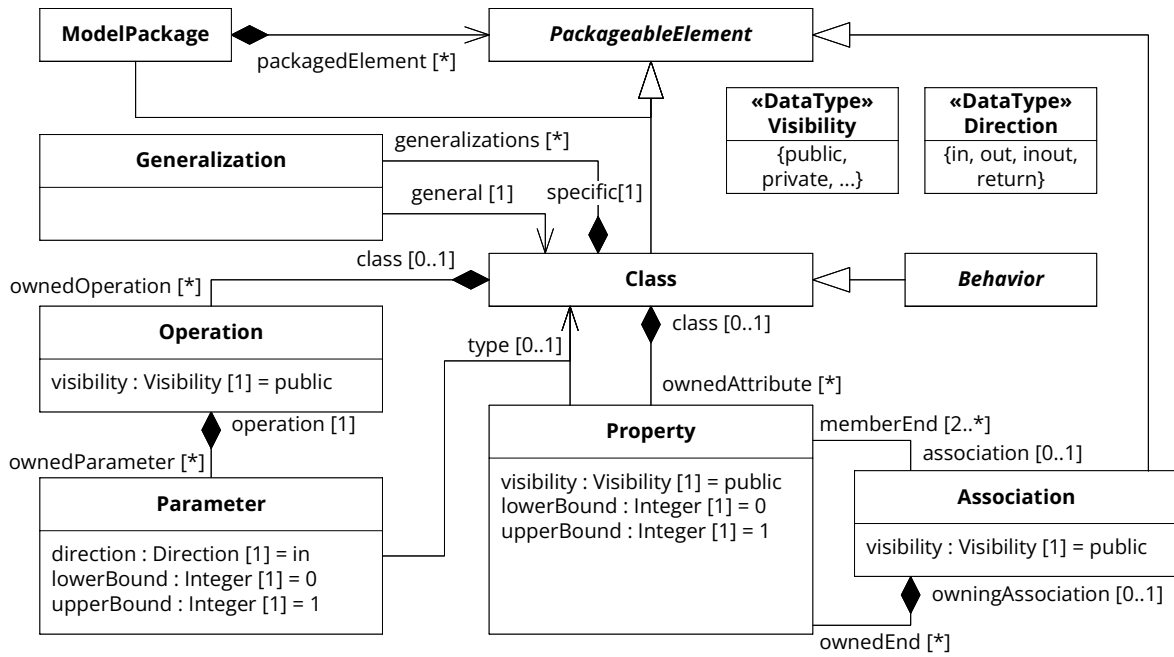 ModelPackage
packagedElement [*]
PackageableElement
«DataType»
Visibility
{public,
private, ...}
«DataType»
Direction
{in, out, inout,
return}
Generalization
generalizations [*]
general [1]
specific[1]
class [0..1]
ownedOperation [*]
Class
Behavior
Operation
visibility : Visibility [1] = public
type [0..1]
class [0..1]
ownedAttribute [*]
operation [1]
ownedParameter [*]
Parameter
direction : Direction [1] = in
lowerBound : Integer [1] = 0
upperBound : Integer [1] = 1
Property
visibility : Visibility [1] = public
lowerBound : Integer [1] = 0
upperBound : Integer [1] = 1
memberEnd [2..*]
association [0..1]
Association
visibility : Visibility [1] = public
owningAssociation [0..1]
ownedEnd [*]